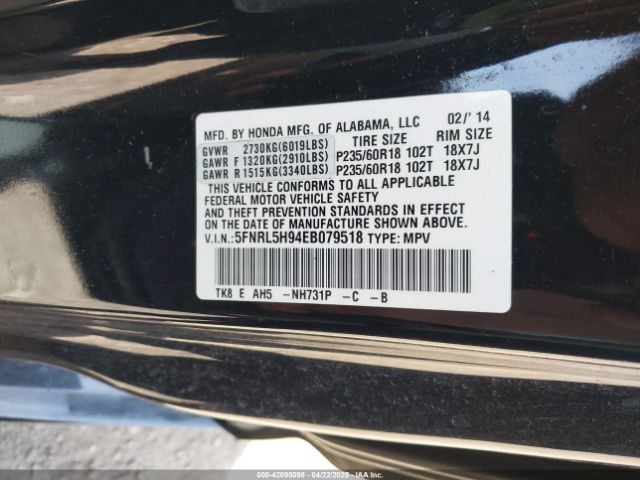 MFD. BY HONDA MFG. OF ALABAMA, LLC 02/'14
GVWR 2730KG(6019LBS) TIRE SIZE RIM SIZE
GAWR F 1320KG(2910LBS) P235/60R18 102T 18X7J
GAWR R 1515KG(3340LBS) P235/60R18 102T 18X7J
THIS VEHICLE CONFORMS TO ALL APPLICABLE
FEDERAL MOTOR VEHICLE SAFETY
AND THEFT PREVENTION STANDARDS IN EFFECT
ON THE DATE OF MANUFACTURE SHOWN ABOVE.
V.I.N.: 5FNRL5H94EB079518 TYPE: MPV
TK8 E AH5 -NH731P -C -B
000-42095098 - 04/22/2025 - IAAI.COM